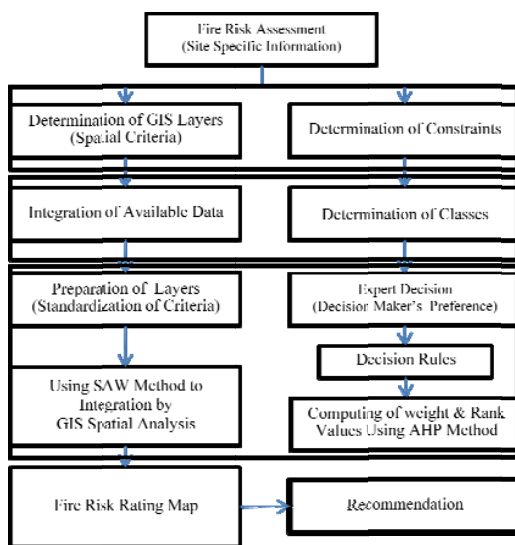 Fire Risk Assessment
(Site Specific Information)
Determination of GIS Layers
(Spatial Criteria)
Determination of Constraints
Integration of Available Data
Determination of Classes
Preparation of Layers
(Standardization of Criteria)
Expert Decision
(Decision Maker's Preference)
Decision Rules
Using SAW Method to
Integration by
GIS Spatial Analysis
Computing of weight & Rank
Values Using AHP Method
Fire Risk Rating Map
Recommendation